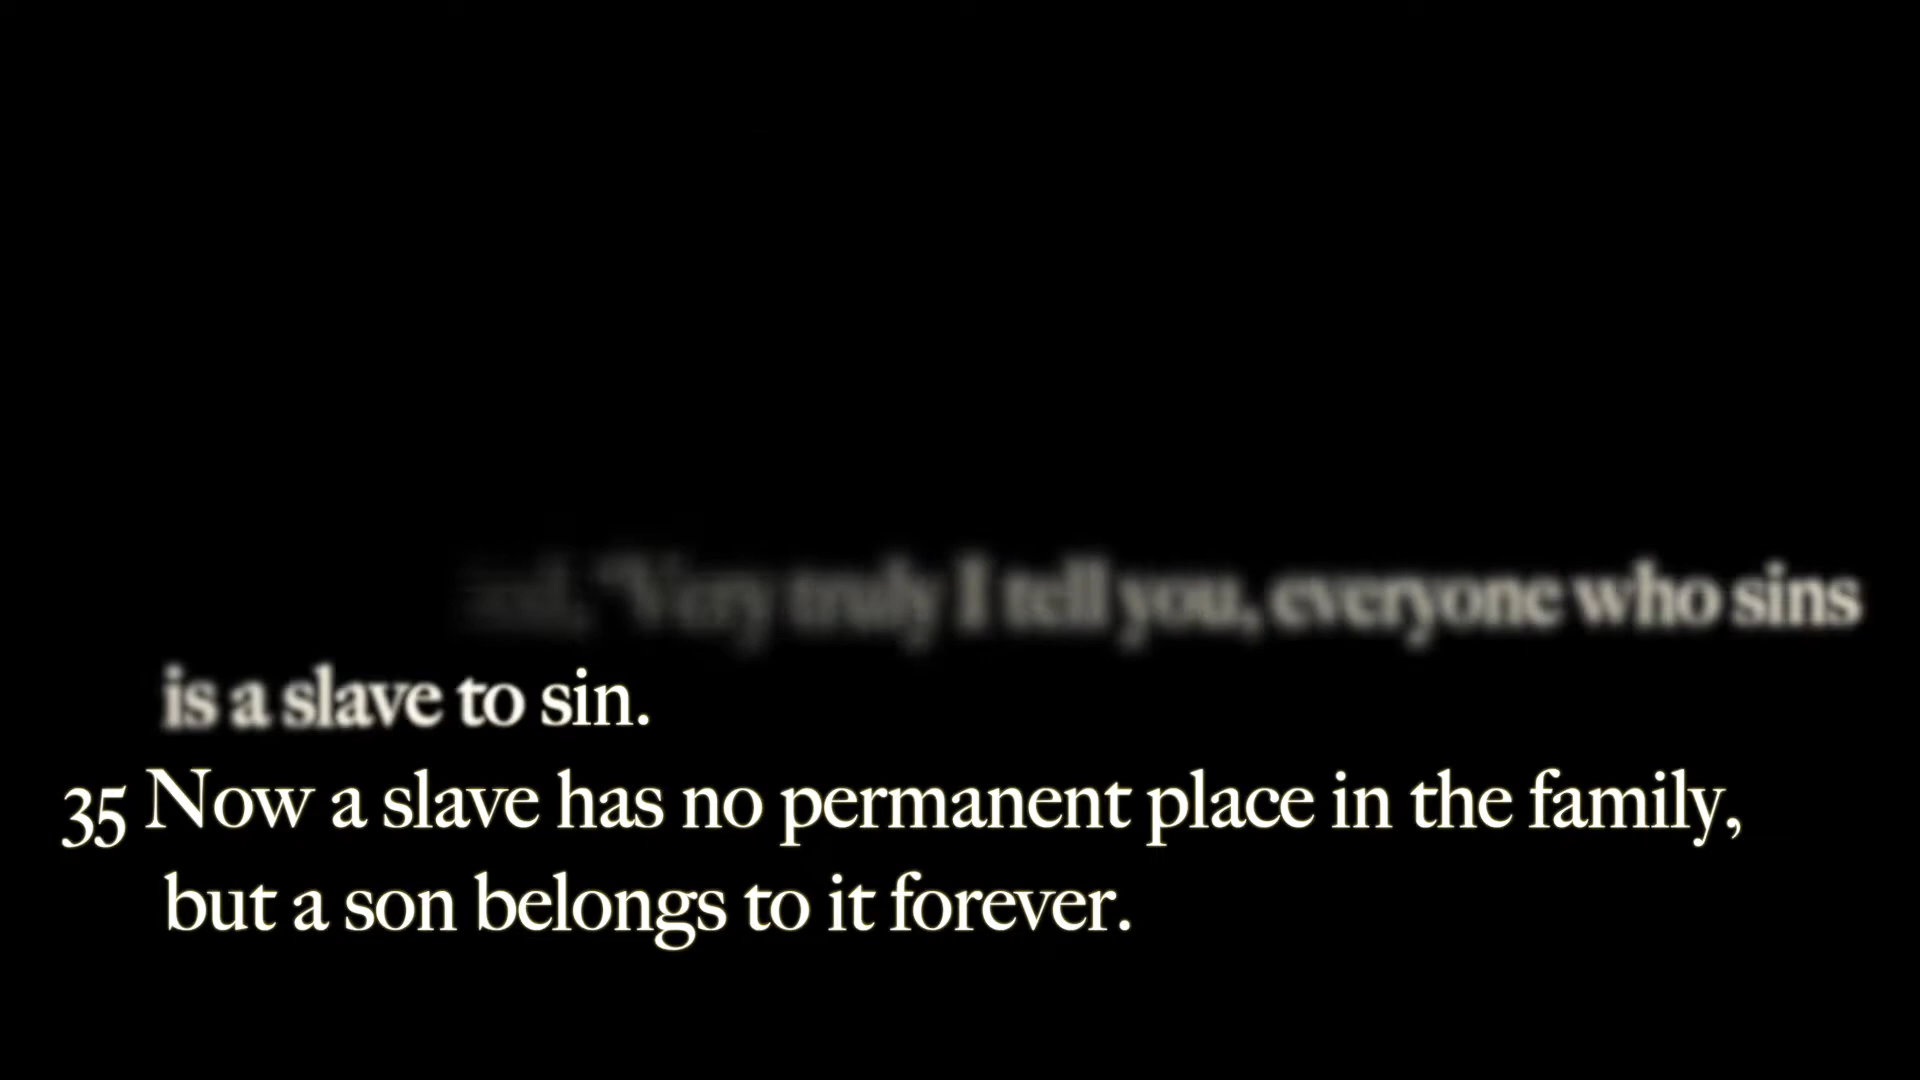 “Very truly I tell you, everyone who sins
is a slave to sin.
35 Now a slave has no permanent place in the family,
but a son belongs to it forever.